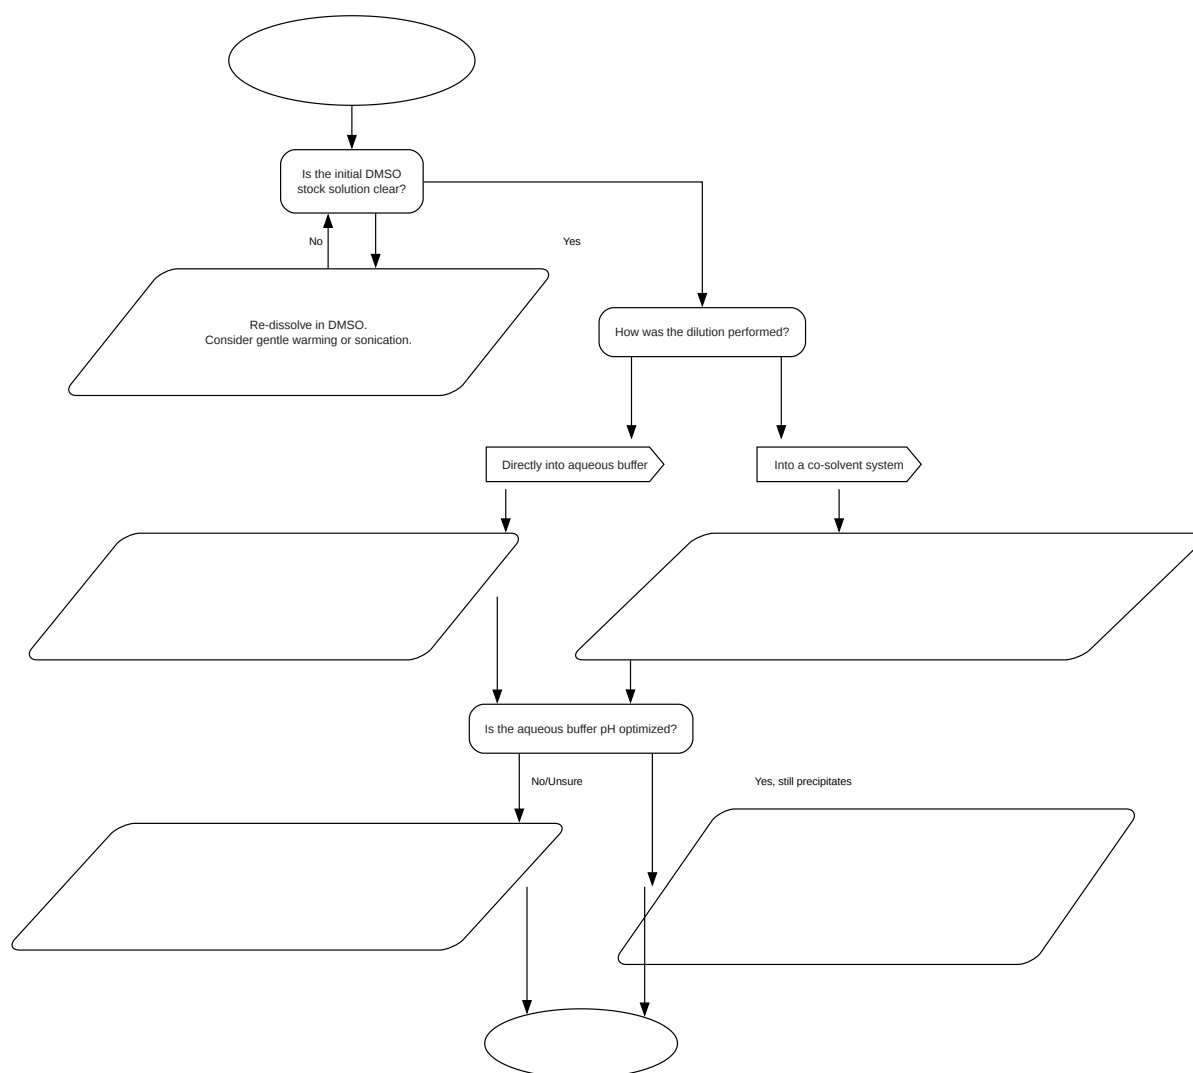 Is the initial DMSO
stock solution clear?
No
Yes
Re-dissolve in DMSO.
Consider gentle warming or sonication.
How was the dilution performed?
Directly into aqueous buffer
Into a co-solvent system
Is the aqueous buffer pH optimized?
No/Unsure
Yes, still precipitates